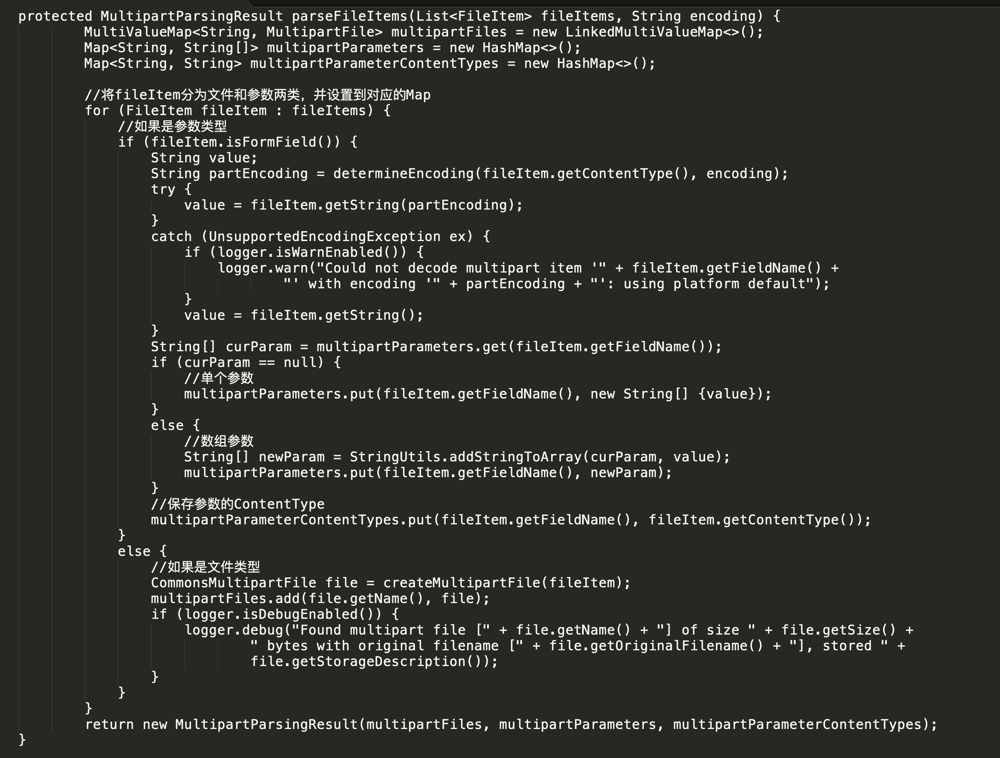 protected MultipartParsingResult parseFileItems(List<FileItem> fileItems, String encoding) {
        MultiValueMap<String, MultipartFile> multipartFiles = new LinkedMultiValueMap<>();
        Map<String, String[]> multipartParameters = new HashMap<>();
        Map<String, String> multipartParameterContentTypes = new HashMap<>();

        //将fileItem分为文件和参数两类，并设置到对应的Map
        for (FileItem fileItem : fileItems) {
            //如果是参数类型
            if (fileItem.isFormField()) {
                String value;
                String partEncoding = determineEncoding(fileItem.getContentType(), encoding);
                try {
                    value = fileItem.getString(partEncoding);
                }
                catch (UnsupportedEncodingException ex) {
                    if (logger.isWarnEnabled()) {
                        logger.warn("Could not decode multipart item '" + fileItem.getFieldName() +
                                "' with encoding '" + partEncoding + "': using platform default");
                    }
                    value = fileItem.getString();
                }
                String[] curParam = multipartParameters.get(fileItem.getFieldName());
                if (curParam == null) {
                    //单个参数
                    multipartParameters.put(fileItem.getFieldName(), new String[] {value});
                }
                else {
                    //数组参数
                    String[] newParam = StringUtils.addStringToArray(curParam, value);
                    multipartParameters.put(fileItem.getFieldName(), newParam);
                }
                //保存参数的ContentType
                multipartParameterContentTypes.put(fileItem.getFieldName(), fileItem.getContentType());
            }
            else {
                //如果是文件类型
                CommonsMultipartFile file = createMultipartFile(fileItem);
                multipartFiles.add(file.getName(), file);
                if (logger.isDebugEnabled()) {
                    logger.debug("Found multipart file [" + file.getName() + "] of size " + file.getSize() +
                            " bytes with original filename [" + file.getOriginalFilename() + "], stored " +
                            file.getStorageDescription());
                }
            }
        }
        return new MultipartParsingResult(multipartFiles, multipartParameters, multipartParameterContentTypes);
}